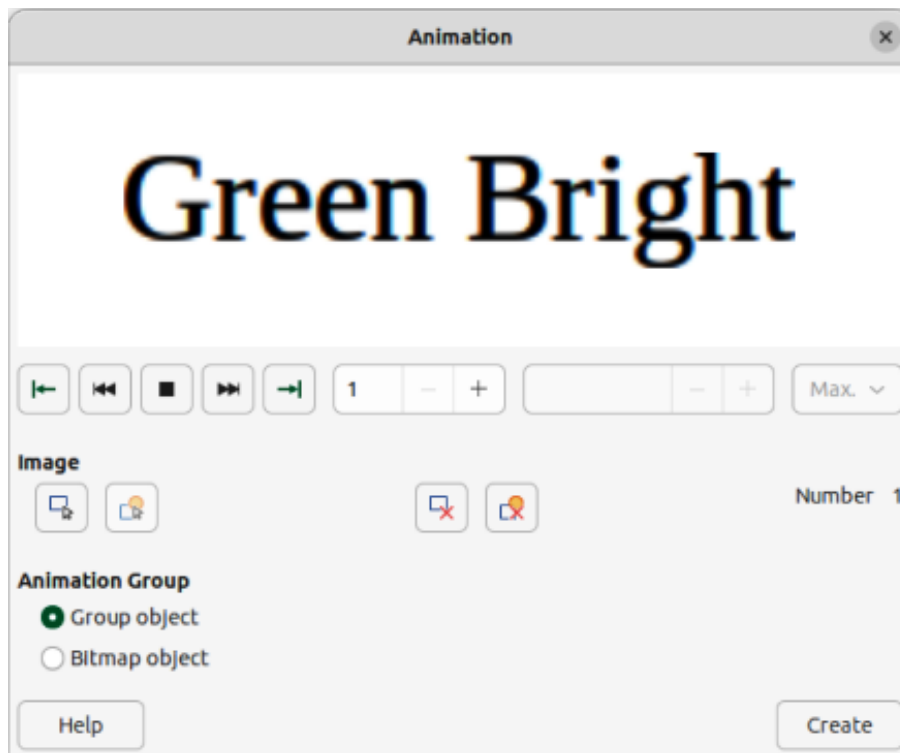 Animation
Green Bright
1
Max.
Image
Number 1
Animation Group
Group object
Bitmap object
Help
Create